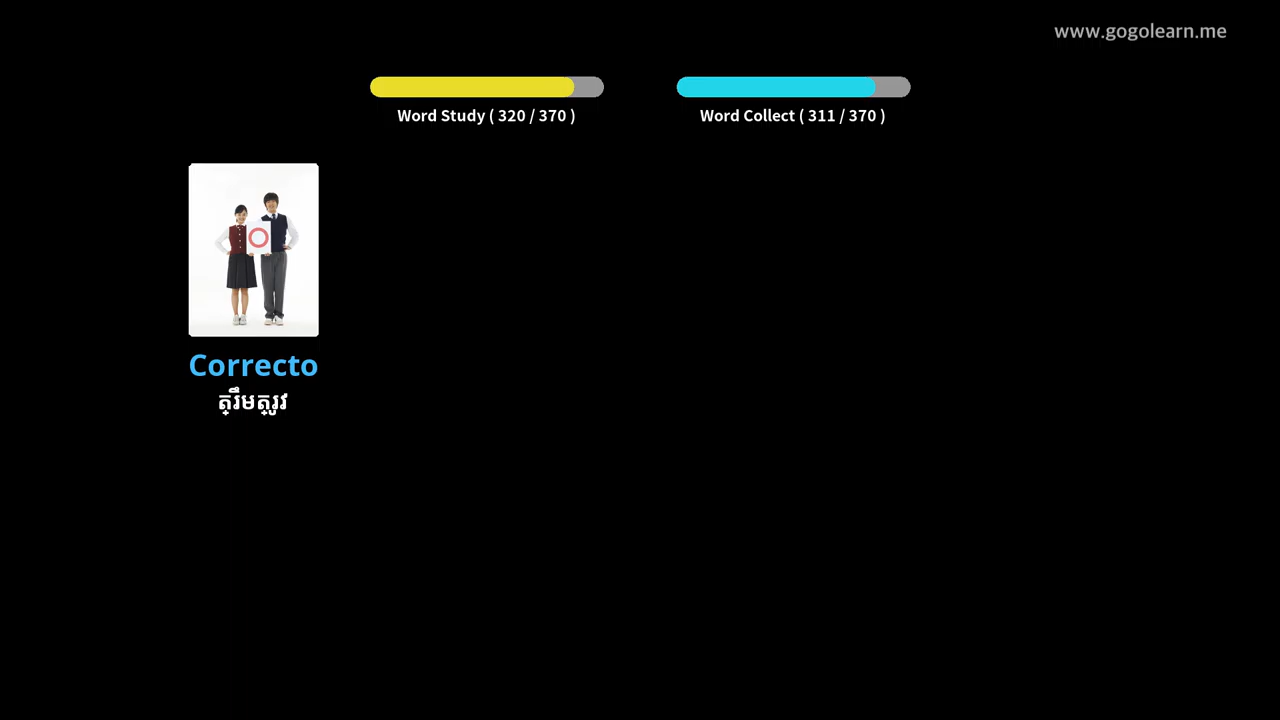 www.gogolearn.me
Word Study ( 320 / 370 )
Word Collect ( 311 / 370 )
Correcto
ត្រឹមត្រូវ